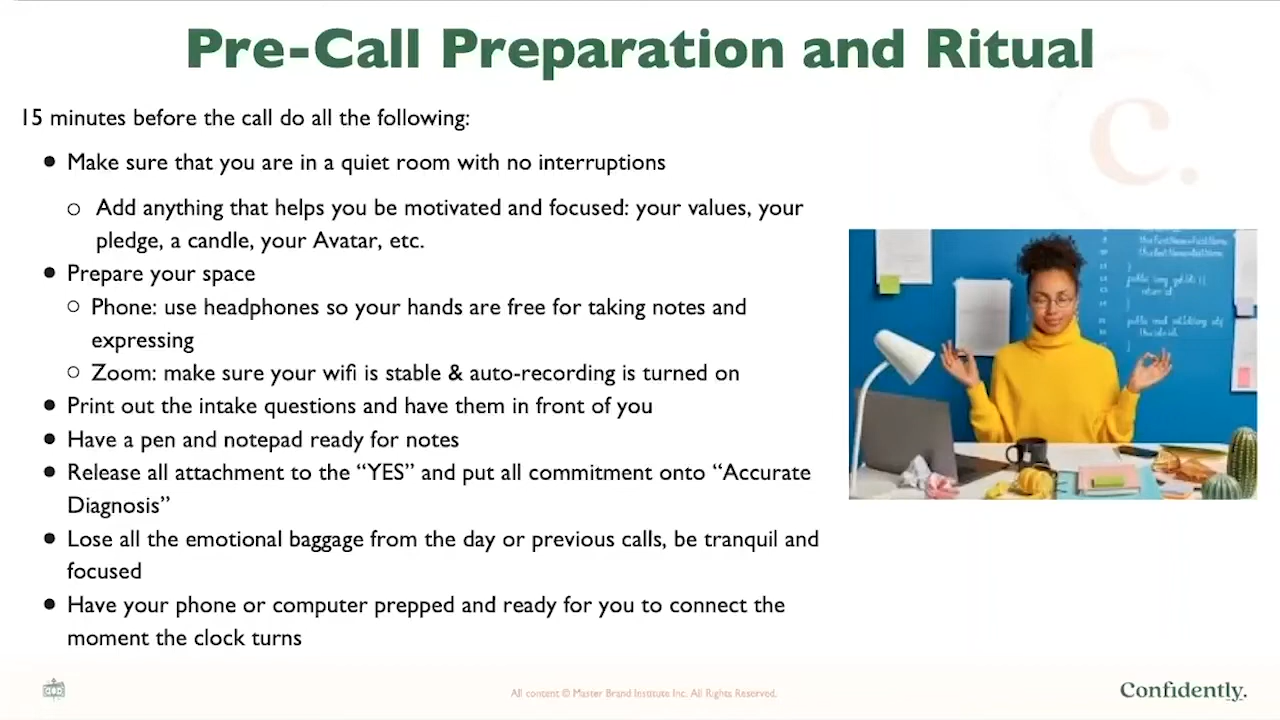 Pre-Call Preparation and Ritual
15 minutes before the call do all the following:
● Make sure that you are in a quiet room with no interruptions
○ Add anything that helps you be motivated and focused: your values, your
pledge, a candle, your Avatar, etc.
● Prepare your space
○ Phone: use headphones so your hands are free for taking notes and
expressing
○ Zoom: make sure your wifi is stable & auto-recording is turned on
● Print out the intake questions and have them in front of you
● Have a pen and notepad ready for notes
● Release all attachment to the “YES” and put all commitment onto “Accurate
Diagnosis”
● Lose all the emotional baggage from the day or previous calls, be tranquil and
focused
● Have your phone or computer prepped and ready for you to connect the
moment the clock turns
C.
All content © Master Brand Institute Inc. All Rights Reserved.
Confidently.